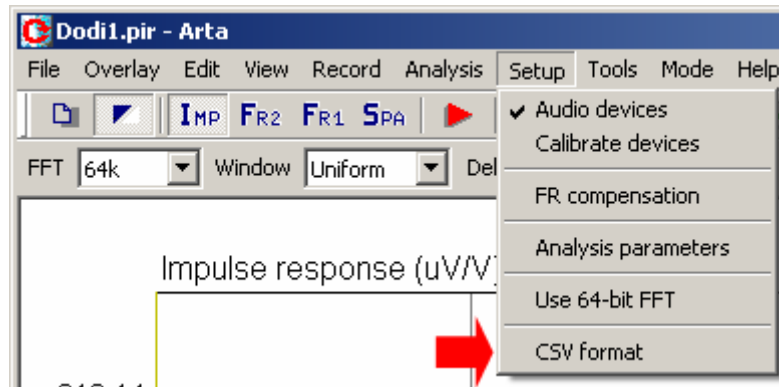 Dodi1.pir - Arta
File Overlay Edit View Record Analysis Setup Tools Mode Help
IMP FR2 FR1 SPA
FFT 64k Window Uniform Del
Impulse response (uV/V)
Audio devices
Calibrate devices
FR compensation
Analysis parameters
Use 64-bit FFT
CSV format